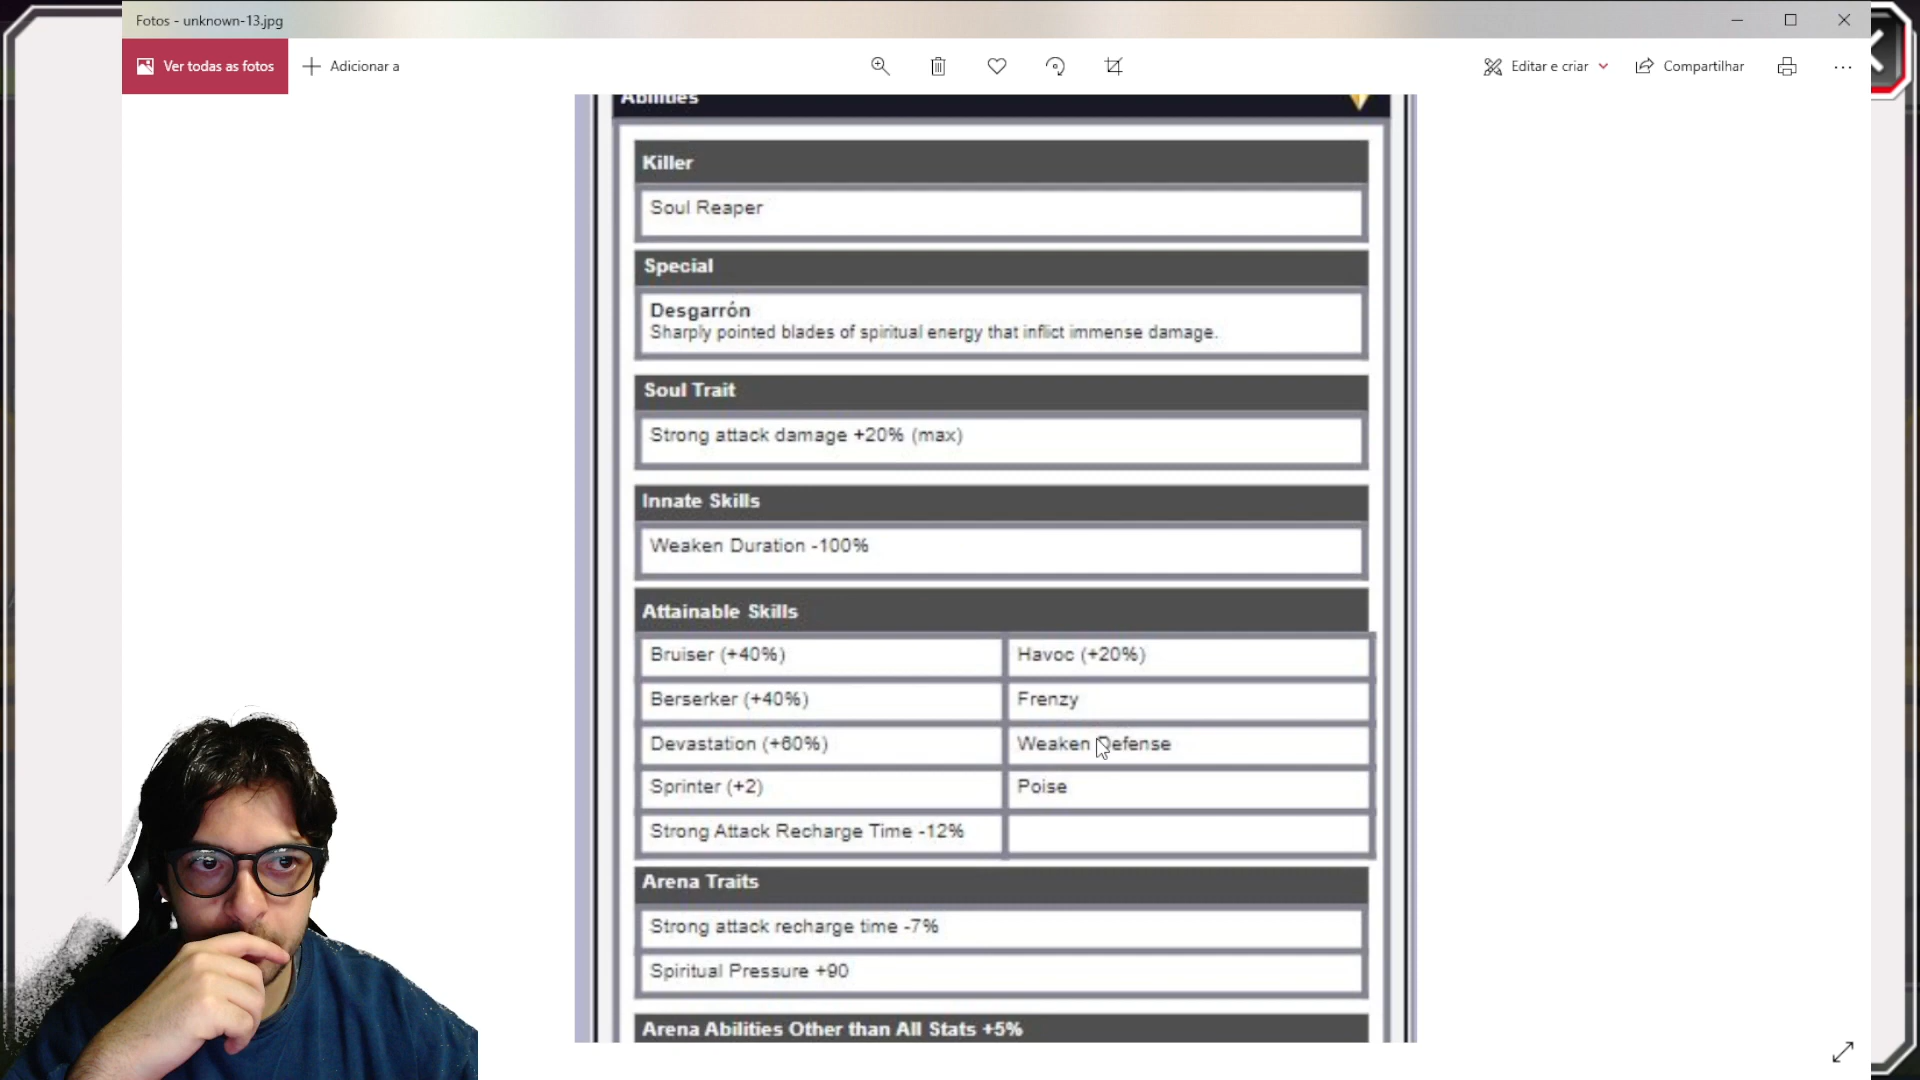 Fotos - unknown-13.jpg
Ver todas as fotos
Adicionar a
Editar e criar
Compartilhar
Abilities
Killer
Soul Reaper
Special
Desgarrón
Sharply pointed blades of spiritual energy that inflict immense damage.
Soul Trait
Strong attack damage +20% (max)
Innate Skills
Weaken Duration -100%
Attainable Skills
Bruiser (+40%)
Havoc (+20%)
Berserker (+40%)
Frenzy
Devastation (+60%)
Weaken Defense
Sprinter (+2)
Poise
Strong Attack Recharge Time -12%
Arena Traits
Strong attack recharge time -7%
Spiritual Pressure +90
Arena Abilities Other than All Stats +5%